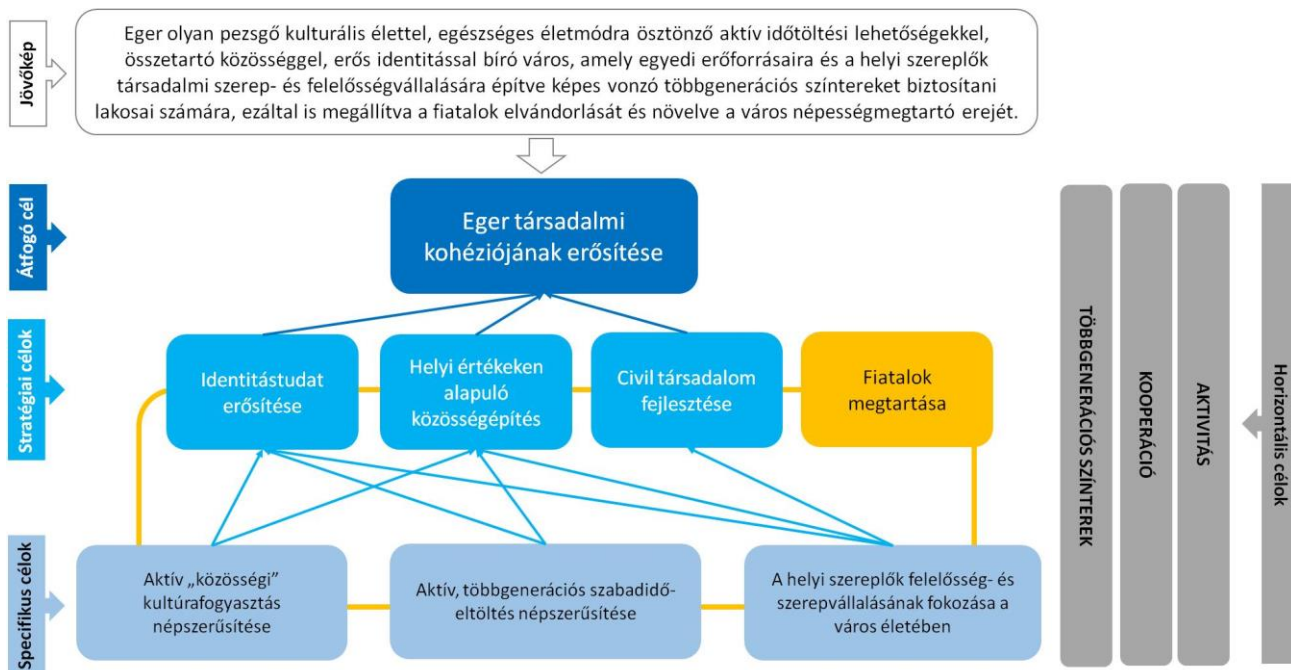 Jövőkép
Eger olyan pezsgő kulturális élettel, egészséges életmódra ösztönző aktív időtöltési lehetőségekkel,
összetartó közösséggel, erős identitással bíró város, amely egyedi erőforrásaira és a helyi szereplők
társadalmi szerep- és felelősségvállalására építve képes vonzó többgenerációs színtereket biztosítani
lakosai számára, ezáltal is megállítva a fiatalok elvándorlását és növelve a város népességmegtartó erejét.
Átfogó cél
Eger társadalmi
kohéziójának erősítése
Stratégiai célok
Identitástudat
erősítése
Helyi értékeken
alapuló
közösségépítés
Civil társadalom
fejlesztése
Fiatalok
megtartása
Specifikus célok
Aktív „közösségi”
kultúrafogyasztás
népszerűsítése
Aktív, többgenerációs szabadidő-
eltöltés népszerűsítése
A helyi szereplők felelősség- és
szerepvállalásának fokozása a
város életében
TÖBBGENERÁCIÓS SZÍNTEREK
KOOPERÁCIÓ
AKTIVITÁS
Horizontális célok